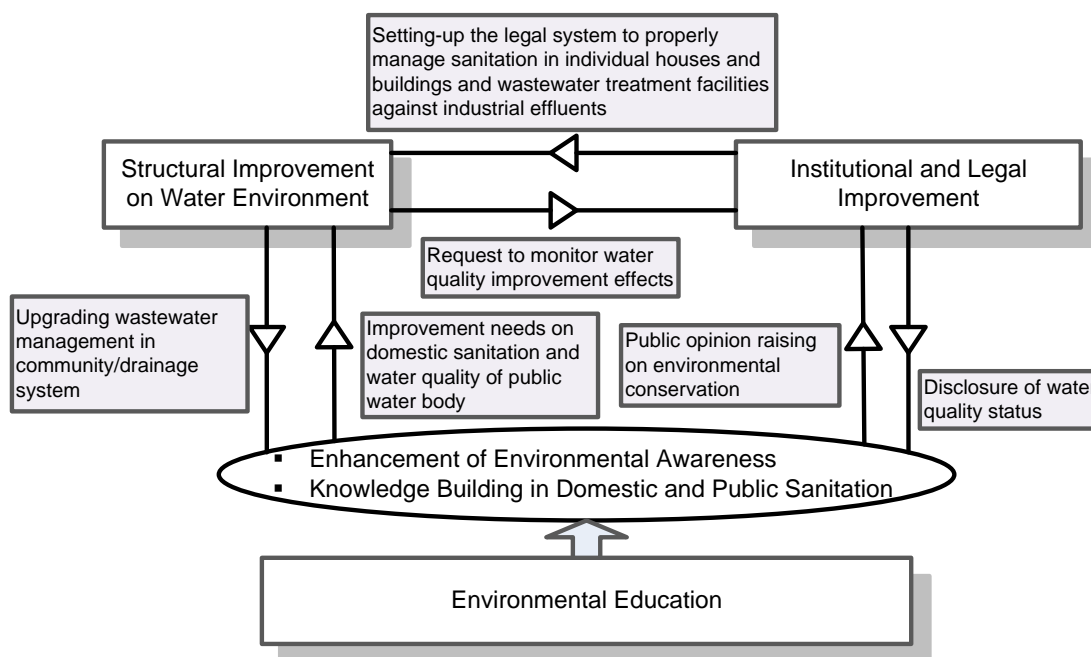 Setting-up the legal system to properly
manage sanitation in individual houses and
buildings and wastewater treatment facilities
against industrial effluents
Structural Improvement
on Water Environment
Institutional and Legal
Improvement
Request to monitor water
quality improvement effects
Upgrading wastewater
management in
community/drainage
system
Improvement needs on
domestic sanitation and
water quality of public
water body
Public opinion raising
on environmental
conservation
Disclosure of water
quality status
▪ Enhancement of Environmental Awareness
▪ Knowledge Building in Domestic and Public Sanitation
Environmental Education